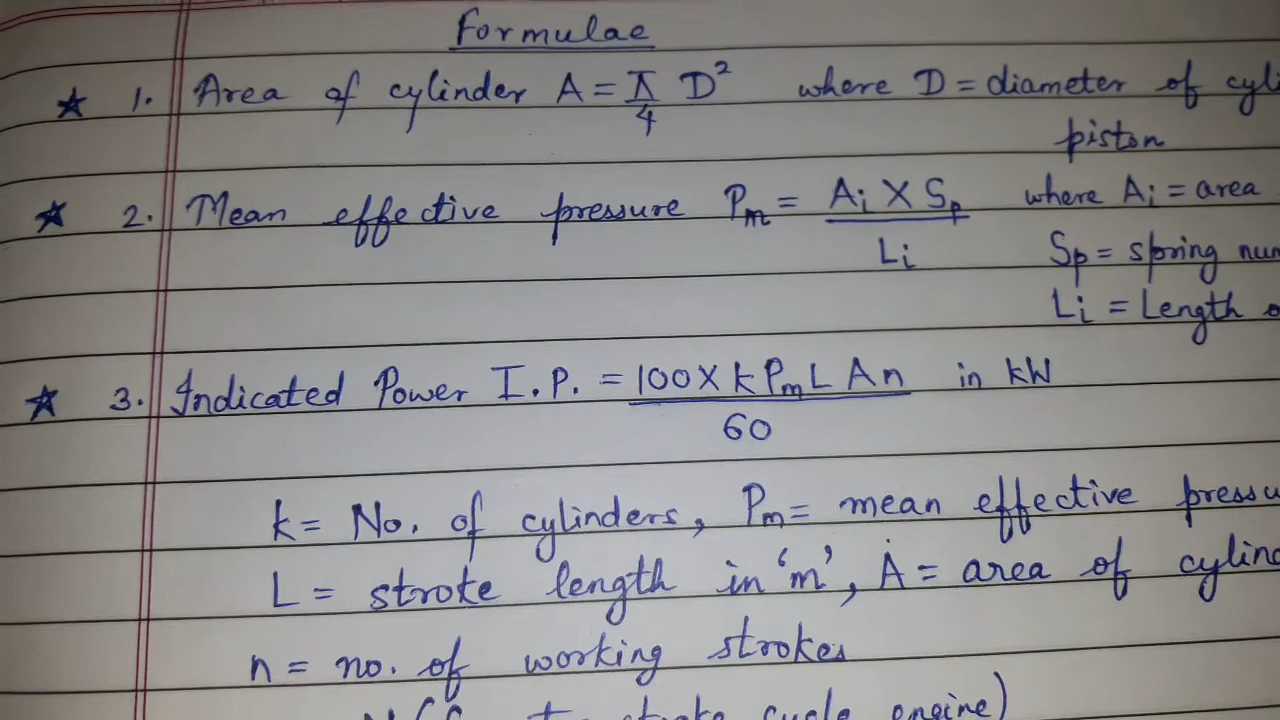 Formulae
★ 1. Area of cylinder A = π/4 D² where D = diameter of
piston
★ 2. Mean effective pressure Pm = Ai X Sp / Li where Ai = area
Sp = spring
Li = Length
★ 3. Indicated Power I.P. = 100 X k Pm L A n / 60 in kW
k = No. of cylinders, Pm = mean effective
L = stroke length in 'm', A = area of
n = no. of working strokes
cycle engine)